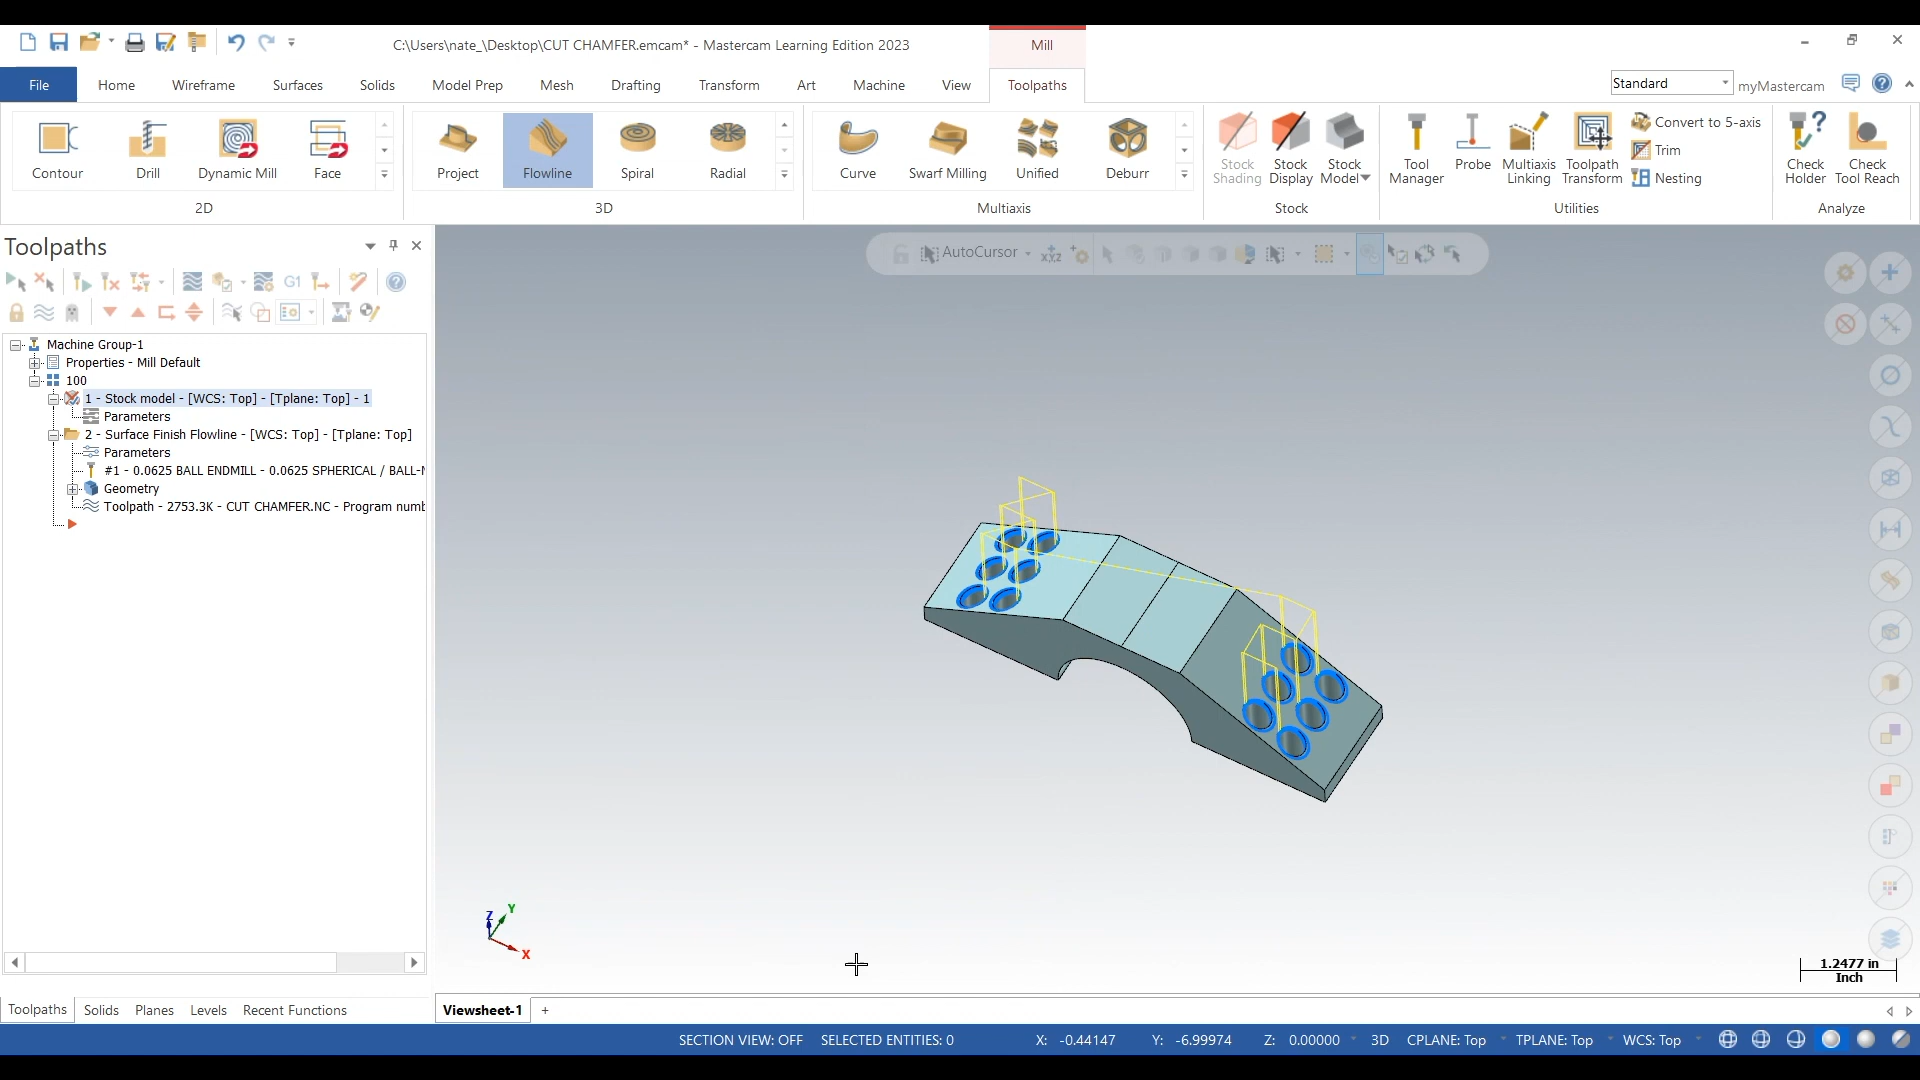 C:\Users\nate_\Desktop\CUT CHAMFER.emcam* - Mastercam Learning Edition 2023
Mill
File
Home
Wireframe
Surfaces
Solids
Model Prep
Mesh
Drafting
Transform
Art
Machine
View
Toolpaths
Standard
myMastercam
Contour
Drill
Dynamic Mill
Face
2D
Project
Flowline
Spiral
Radial
3D
Curve
Swarf Milling
Unified
Deburr
Multiaxis
Stock
Shading
Stock
Display
Stock
Model
Stock
Tool
Manager
Probe
Multiaxis
Linking
Toolpath
Transform
Convert to 5-axis
Trim
Nesting
Utilities
Check
Holder
Check
Tool Reach
Analyze
Toolpaths
G1
AutoCursor
Machine Group-1
Properties - Mill Default
100
1 - Stock model - [WCS: Top] - [Tplane: Top] - 1
Parameters
2 - Surface Finish Flowline - [WCS: Top] - [Tplane: Top]
Parameters
#1 - 0.0625 BALL ENDMILL - 0.0625 SPHERICAL / BALL-
Geometry
Toolpath - 2753.3K - CUT CHAMFER.NC - Program
Z
Y
X
1.2477 in
Inch
Toolpaths
Solids
Planes
Levels
Recent Functions
Viewsheet-1
+
SECTION VIEW: OFF
SELECTED ENTITIES: 0
X: -0.44147
Y: -6.99974
Z: 0.00000
3D
CPLANE: Top
TPLANE: Top
WCS: Top